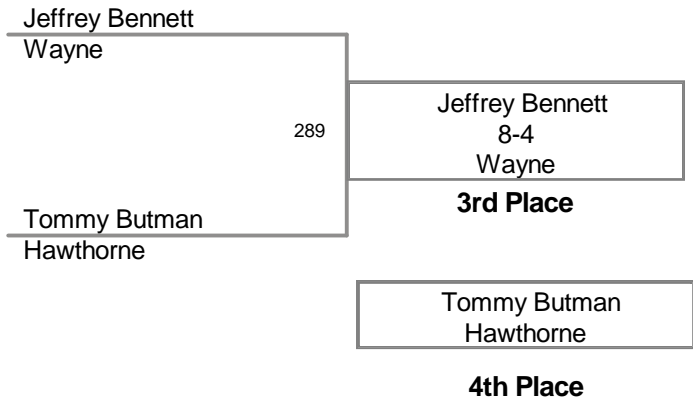 Jeffrey Bennett
Wayne
289
Jeffrey Bennett
8-4
Wayne
3rd Place
Tommy Butman
Hawthorne
Tommy Butman
Hawthorne
4th Place